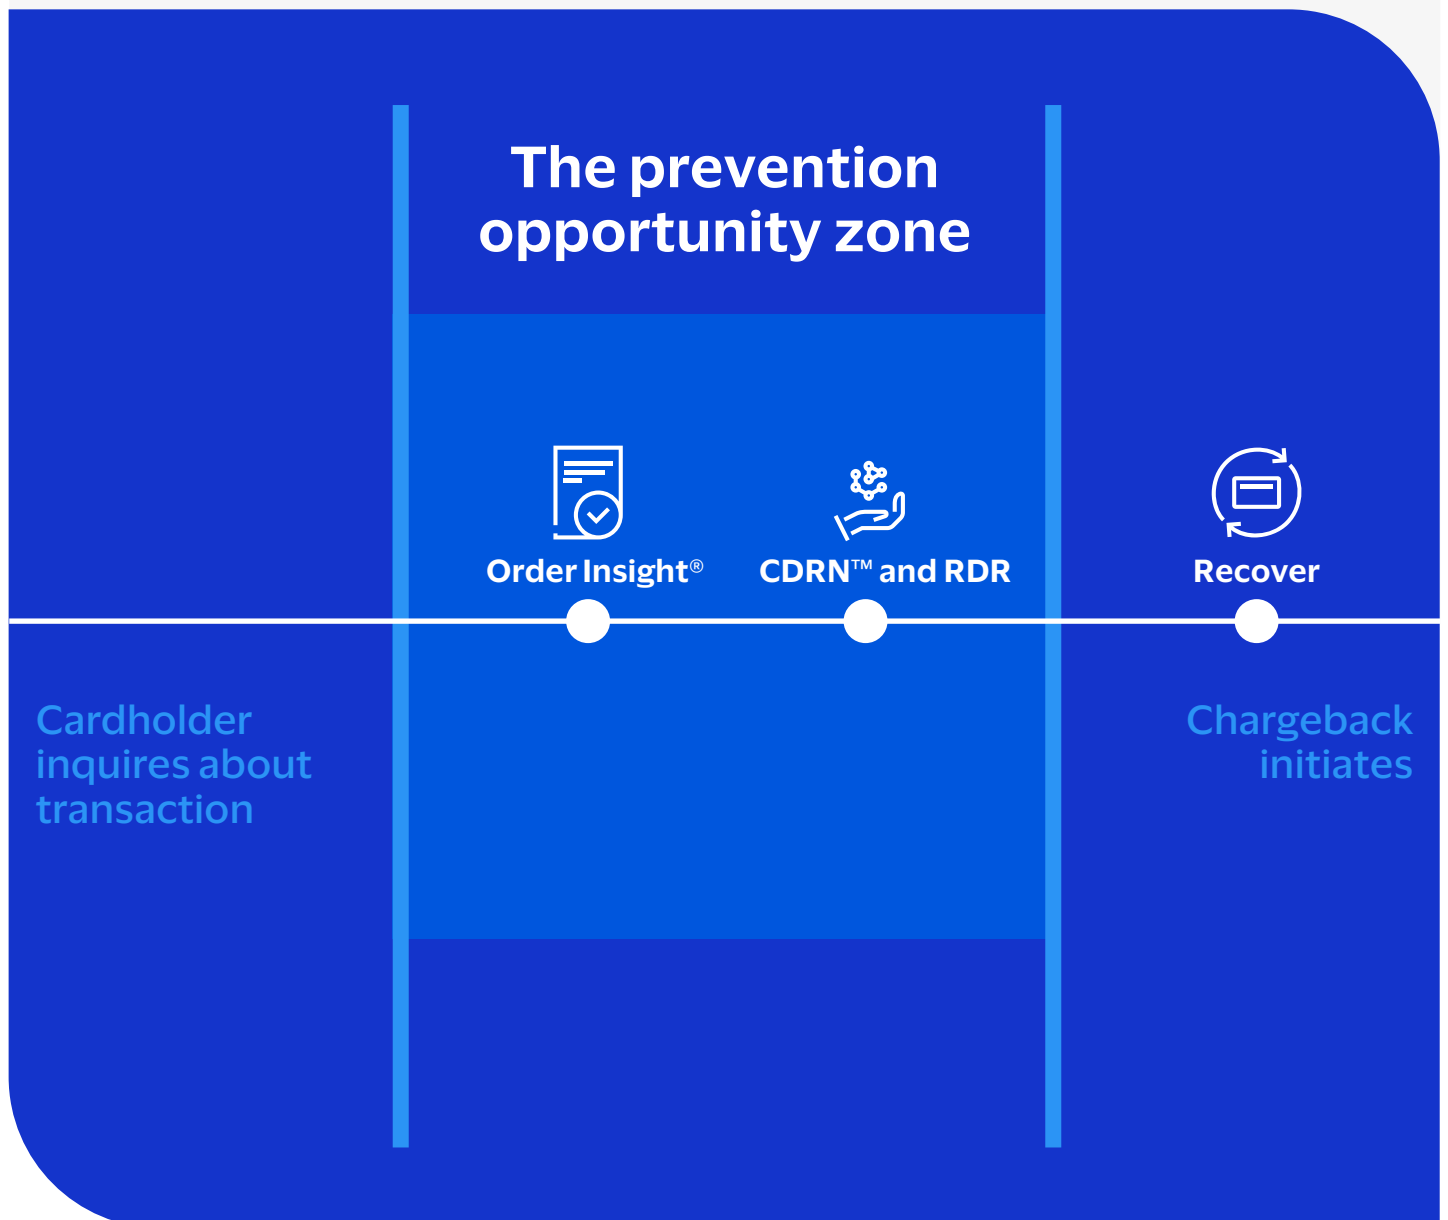 The prevention
opportunity zone
Order Insight®
CDRN™ and RDR
Recover
Cardholder
inquires about
transaction
Chargeback
initiates